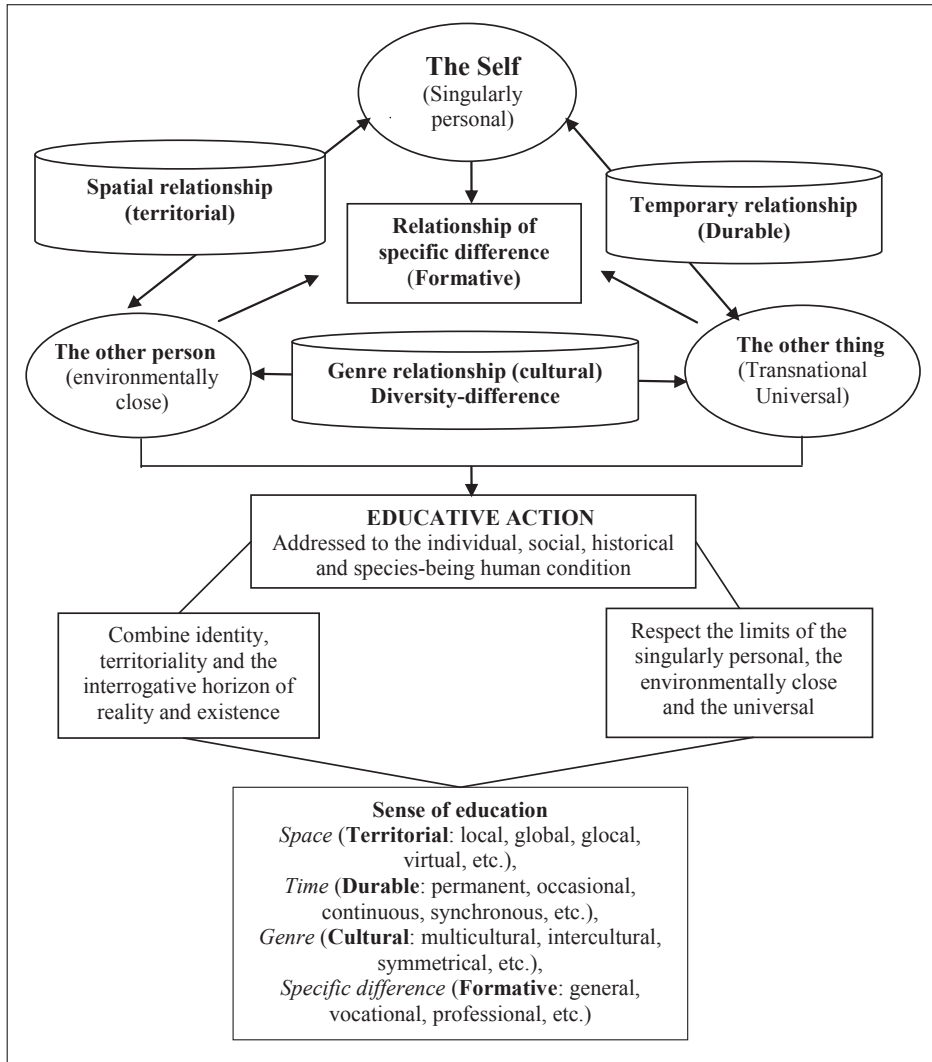 The Self
(Singularly
personal)
Spatial relationship
(territorial)
Temporary relationship
(Durable)
Relationship of
specific difference
(Formative)
The other person
(environmentally
close)
Genre relationship (cultural)
Diversity-difference
The other thing
(Transnational
Universal)
EDUCATIVE ACTION
Addressed to the individual, social, historical
and species-being human condition
Combine identity,
territoriality and the
interrogative horizon of
reality and existence
Respect the limits of the
singularly personal, the
environmentally close
and the universal
Sense of education
Space (Territorial: local, global, glocal,
virtual, etc.),
Time (Durable: permanent, occasional,
continuous, synchronous, etc.),
Genre (Cultural: multicultural, intercultural,
symmetrical, etc.),
Specific difference (Formative: general,
vocational, professional, etc.)